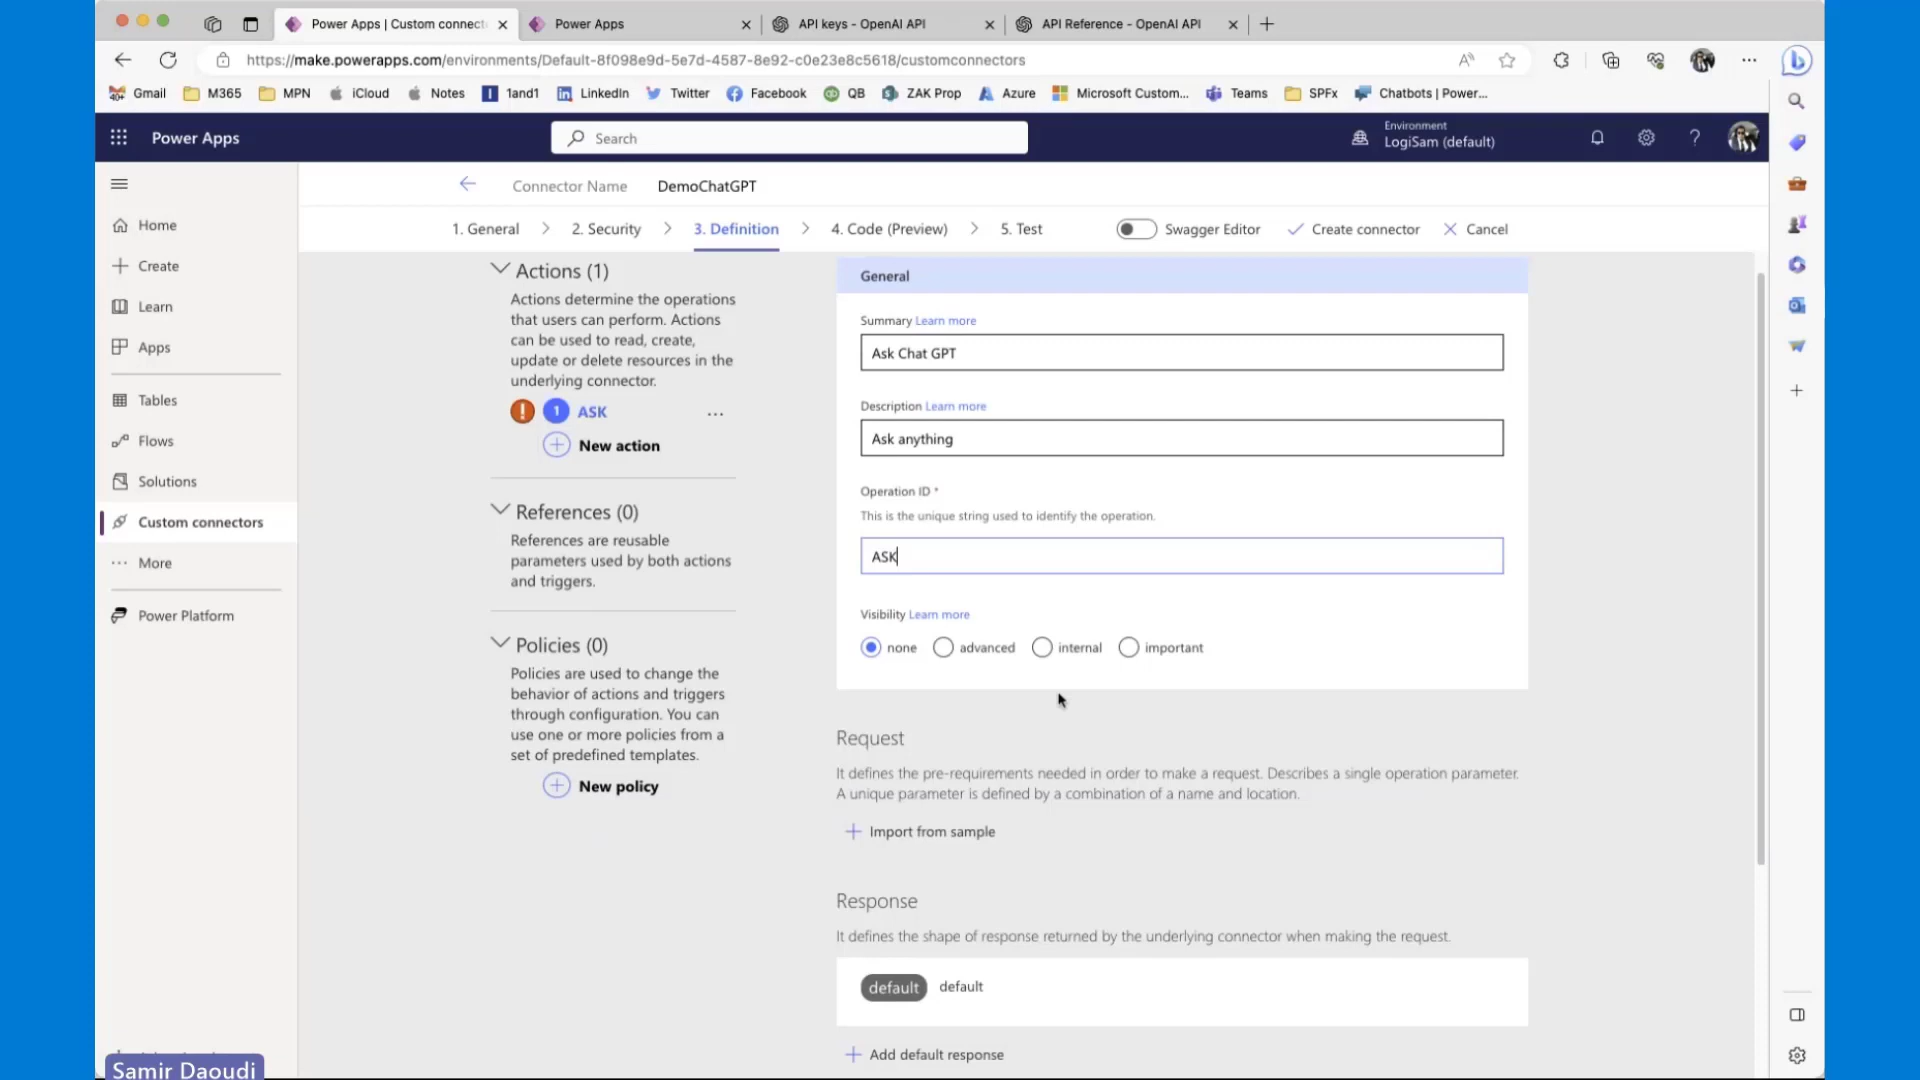 Power Apps | Custom connect
Power Apps
API keys - OpenAI API
API Reference - OpenAI API
https://make.powerapps.com/environments/Default-8f098e9d-5e7d-4587-8e92-c0e23e8c5618/customconnectors
Gmail
M365
MPN
iCloud
Notes
1and1
LinkedIn
Twitter
Facebook
QB
ZAK Prop
Azure
Microsoft Custom...
Teams
SPFx
Chatbots | Power...
Power Apps
Search
Environment
LogiSam (default)
Connector Name DemoChatGPT
1. General
2. Security
3. Definition
4. Code (Preview)
5. Test
Swagger Editor
Create connector
Cancel
Home
Create
Learn
Apps
Tables
Flows
Solutions
Custom connectors
More
Power Platform
Actions (1)
Actions determine the operations
that users can perform. Actions
can be used to read, create,
update or delete resources in the
underlying connector.
1 ASK ...
New action
References (0)
References are reusable
parameters used by both actions
and triggers.
Policies (0)
Policies are used to change the
behavior of actions and triggers
through configuration. You can
use one or more policies from a
set of predefined templates.
New policy
General
Summary Learn more
Ask Chat GPT
Description Learn more
Ask anything
Operation ID *
This is the unique string used to identify the operation.
ASK
Visibility Learn more
none advanced internal important
Request
It defines the pre-requirements needed in order to make a request. Describes a single operation parameter.
A unique parameter is defined by a combination of a name and location.
Import from sample
Response
It defines the shape of response returned by the underlying connector when making the request.
default default
Add default response
Samir Daoudi